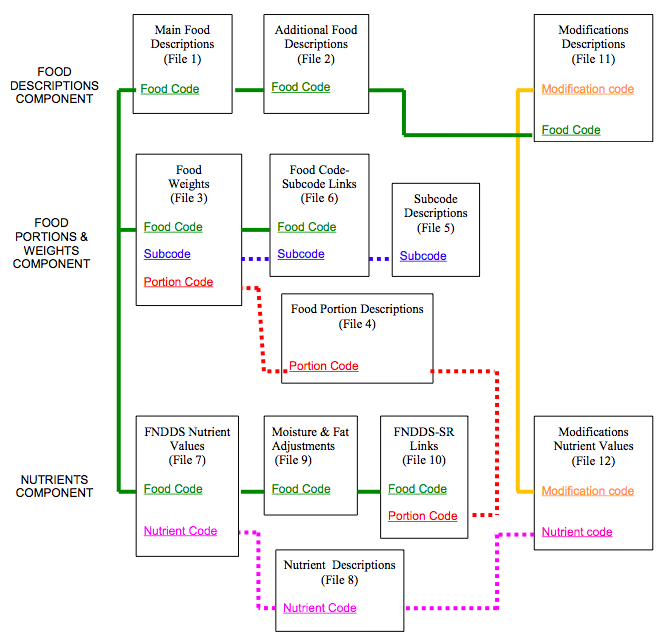 FOOD
DESCRIPTIONS
COMPONENT
Main Food
Descriptions
(File 1)
Food Code
Additional Food
Descriptions
(File 2)
Food Code
Modifications
Descriptions
(File 11)
Modification code
Food Code
FOOD
PORTIONS &
WEIGHTS
COMPONENT
Food
Weights
(File 3)
Food Code
Subcode
Portion Code
Food Code-
Subcode Links
(File 6)
Food Code
Subcode
Subcode
Descriptions
(File 5)
Subcode
Food Portion Descriptions
(File 4)
Portion Code
NUTRIENTS
COMPONENT
FNDDS Nutrient
Values
(File 7)
Food Code
Nutrient Code
Moisture & Fat
Adjustments
(File 9)
Food Code
FNDDS-SR
Links
(File 10)
Food Code
Portion Code
Modifications
Nutrient Values
(File 12)
Modification code
Nutrient code
Nutrient Descriptions
(File 8)
Nutrient Code